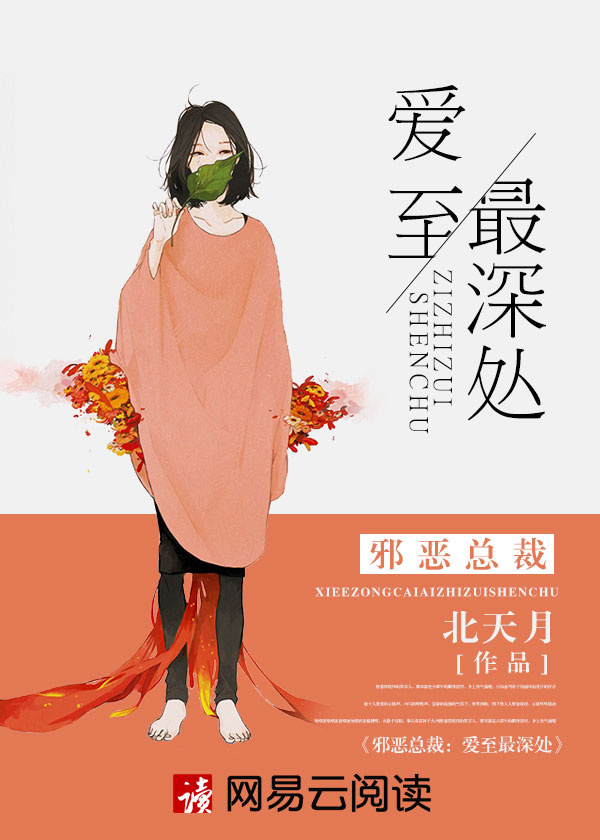 爱至
最深处
ZIZHIZUI
SHENCHU
邪恶总裁
XIEEZONGCAIAIZHIZUISHENCHU
北天月
[作品]
《邪恶总裁：爱至最深处》
读 网易云阅读